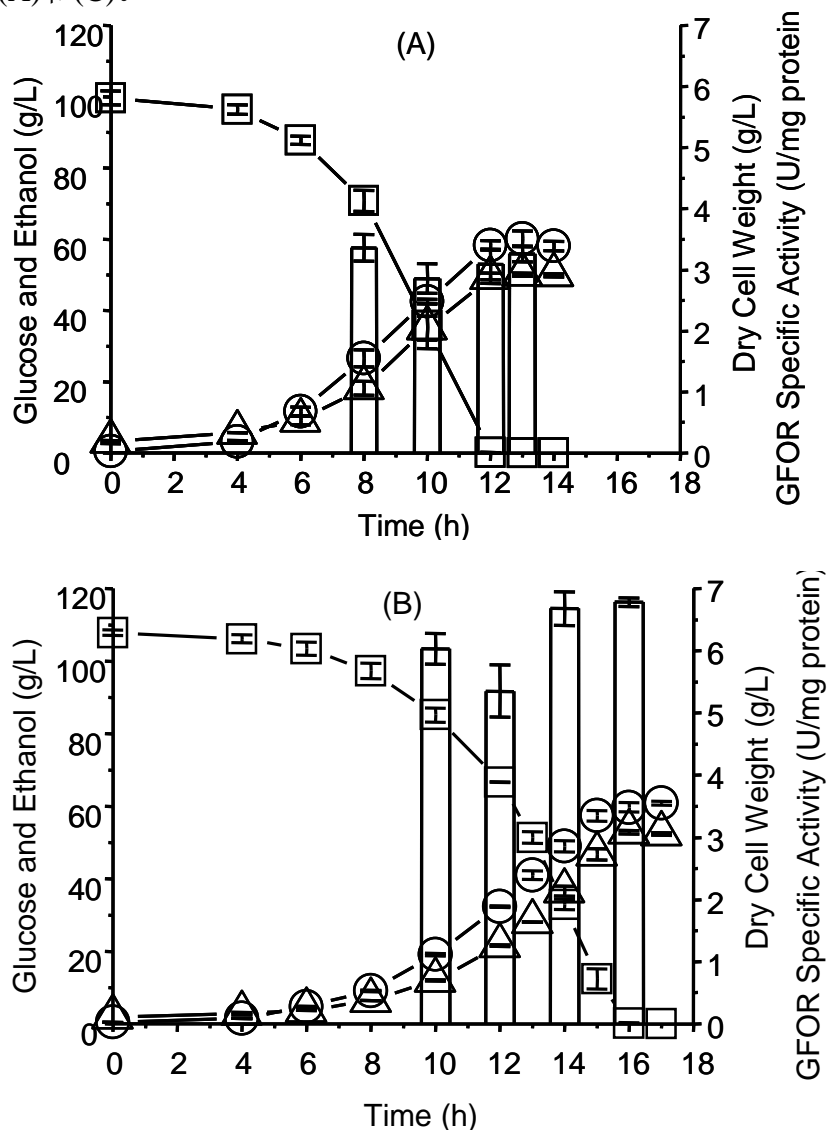 (A)
120
100
80
60
40
20
0
Glucose and Ethanol (g/L)
7
6
5
4
3
2
1
0
Dry Cell Weight (g/L)
GFOR Specific Activity (U/mg protein
0 2 4 6 8 10 12 14 16 18
Time (h)
(B)
120
100
80
60
40
20
0
Glucose and Ethanol (g/L)
7
6
5
4
3
2
1
0
Dry Cell Weight (g/L)
GFOR Specific Activity (U/mg protein)
0 2 4 6 8 10 12 14 16 18
Time (h)